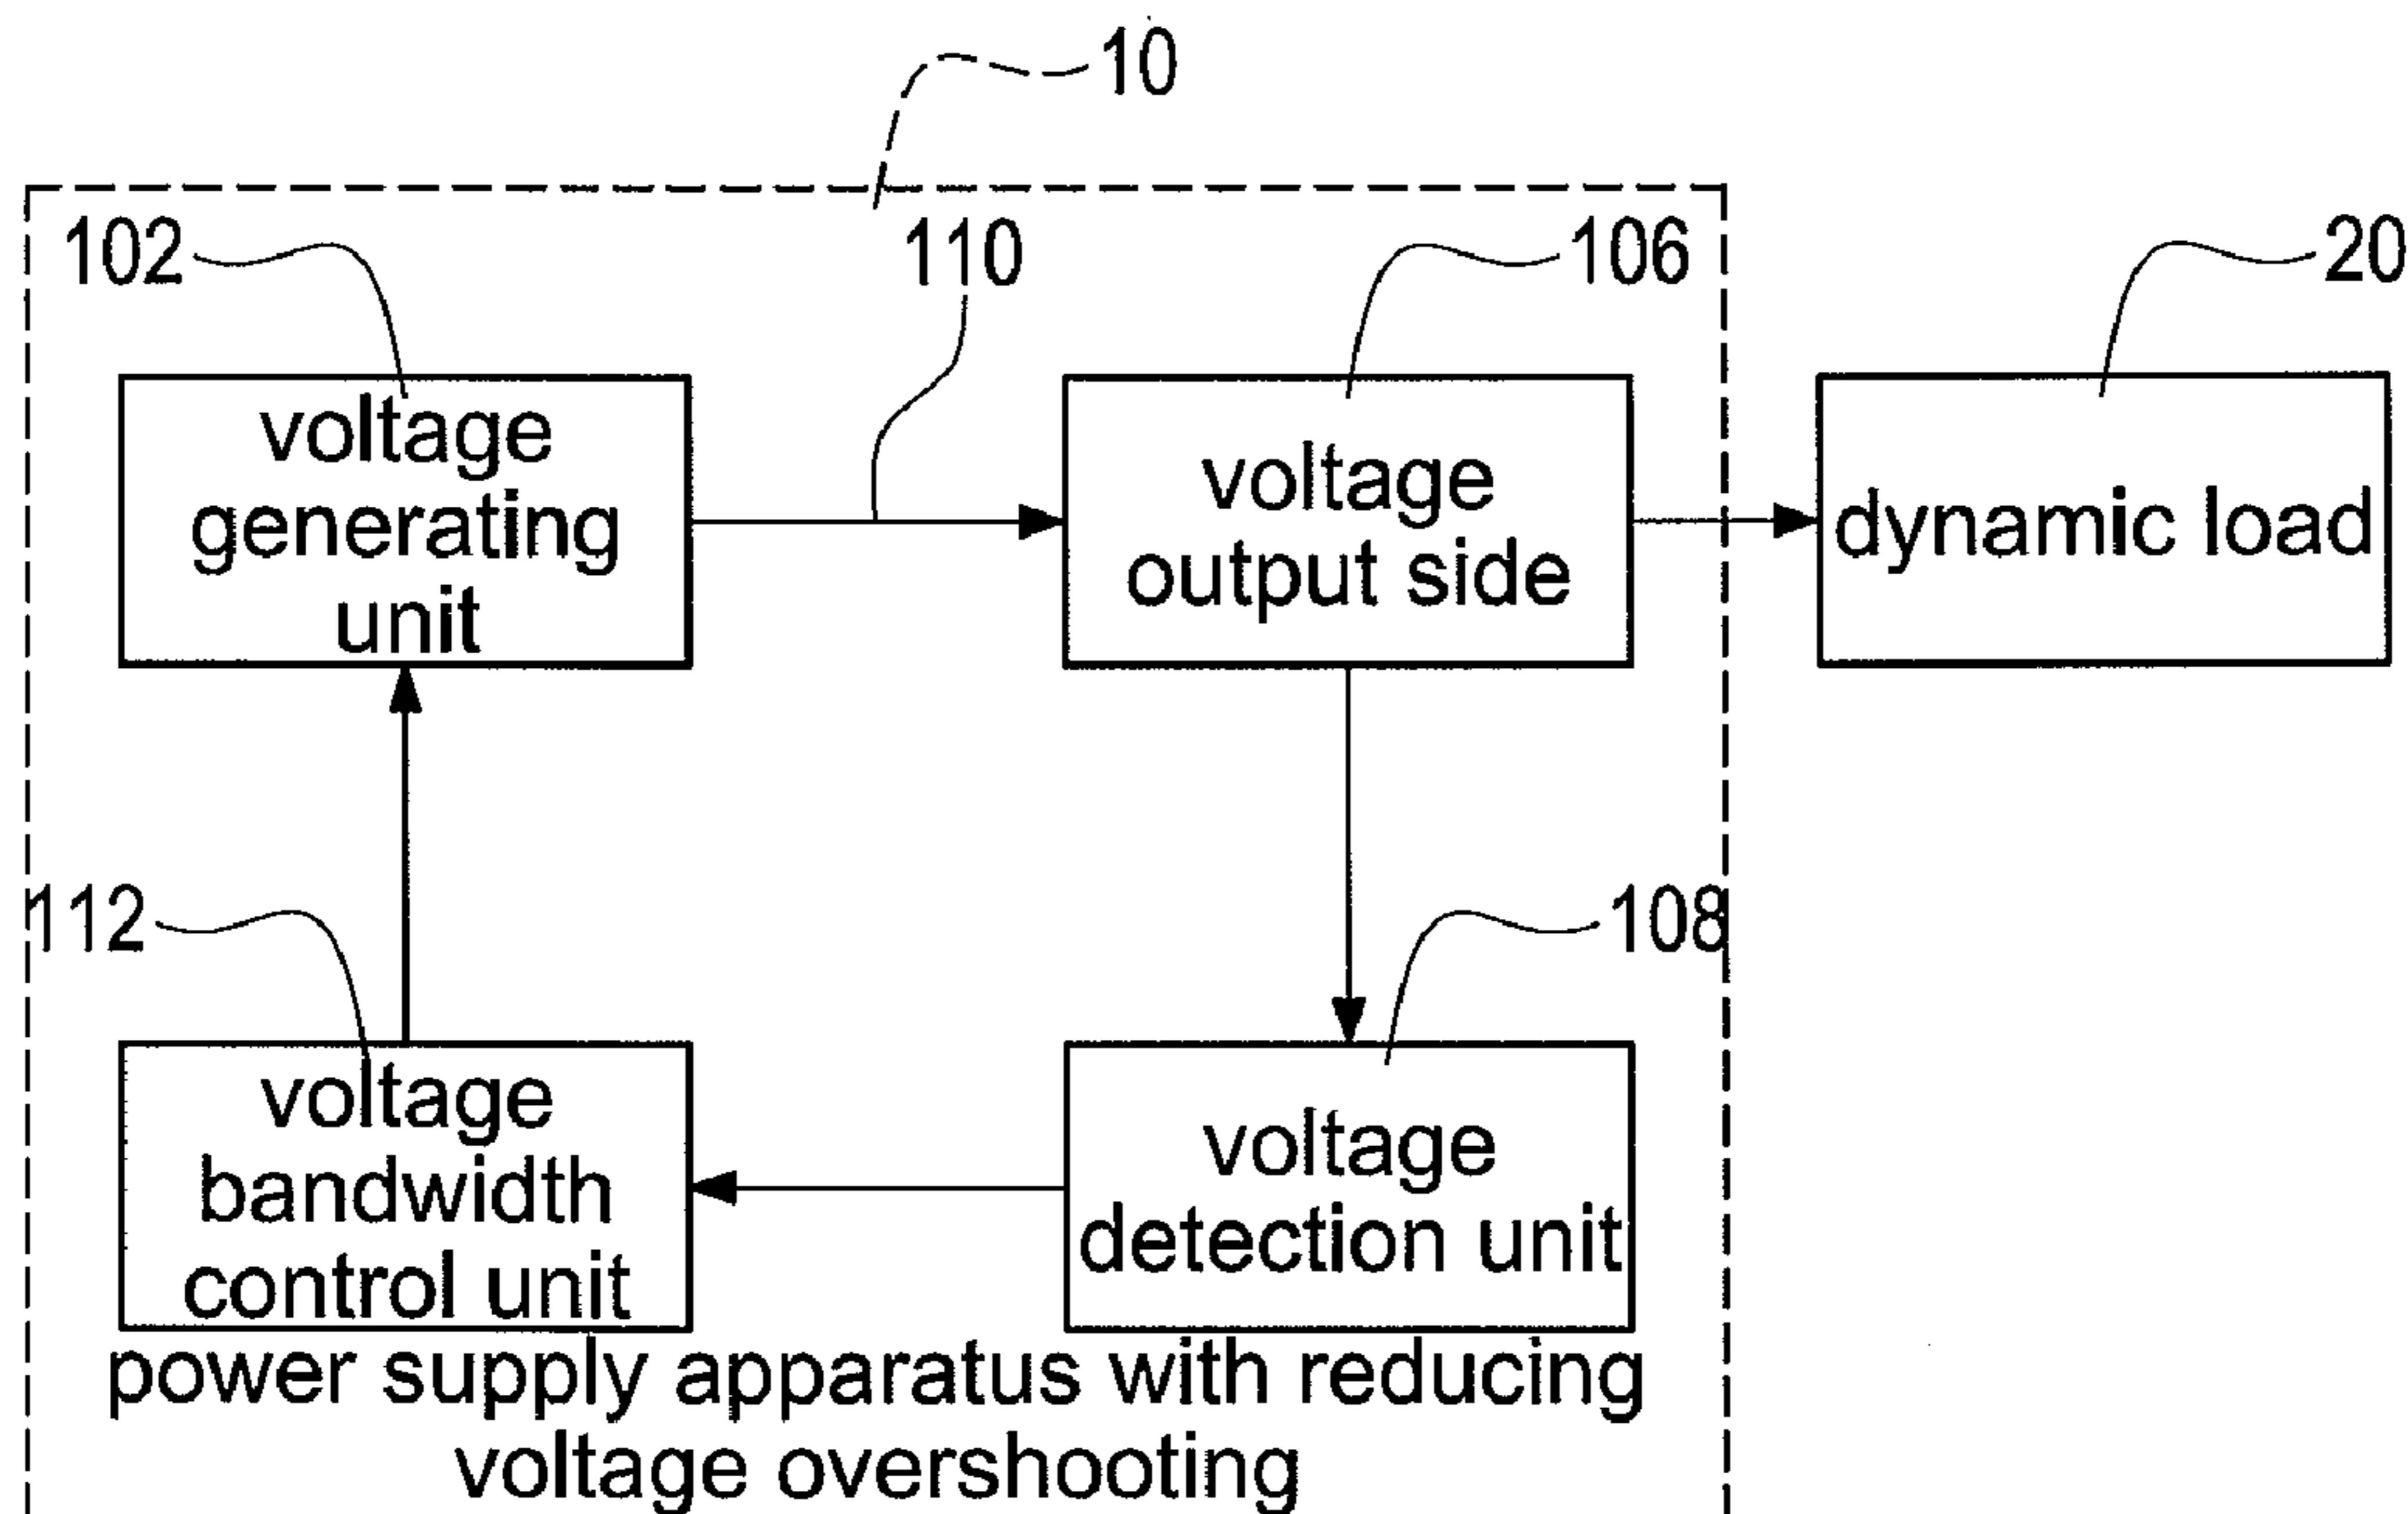 10
102
110
106
20
voltage
generating
unit
voltage
output side
dynamic load
112
108
voltage
bandwidth
control unit
voltage
detection unit
power supply apparatus with reducing
voltage overshooting